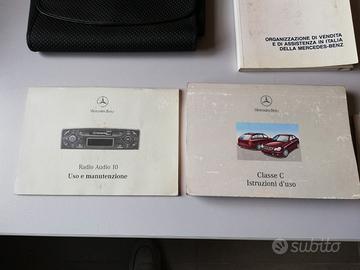 ORGANIZZAZIONE DI VENDITA
E DI ASSISTENZA IN ITALIA
DELLA MERCEDES-BENZ
Mercedes-Benz
Radio Audio 10
Uso e manutenzione
Mercedes-Benz
Classe C
Istruzioni d'uso
subito